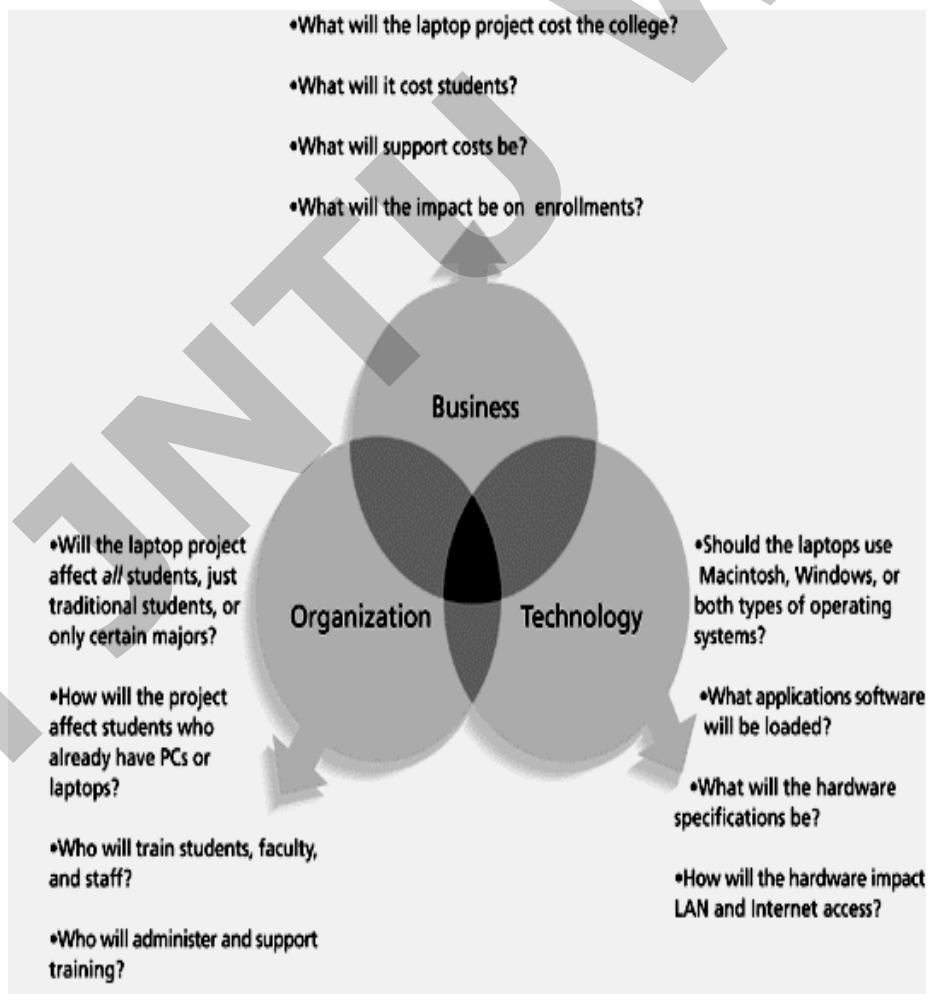 •What will the laptop project cost the college?
•What will it cost students?
•What will support costs be?
•What will the impact be on enrollments?
Business
Organization
Technology
•Will the laptop project
affect all students, just
traditional students, or
only certain majors?
•How will the project
affect students who
already have PCs or
laptops?
•Who will train students, faculty,
and staff?
•Who will administer and support
training?
•Should the laptops use
Macintosh, Windows, or
both types of operating
systems?
•What applications software
will be loaded?
•What will the hardware
specifications be?
•How will the hardware impact
LAN and Internet access?
JNTU W